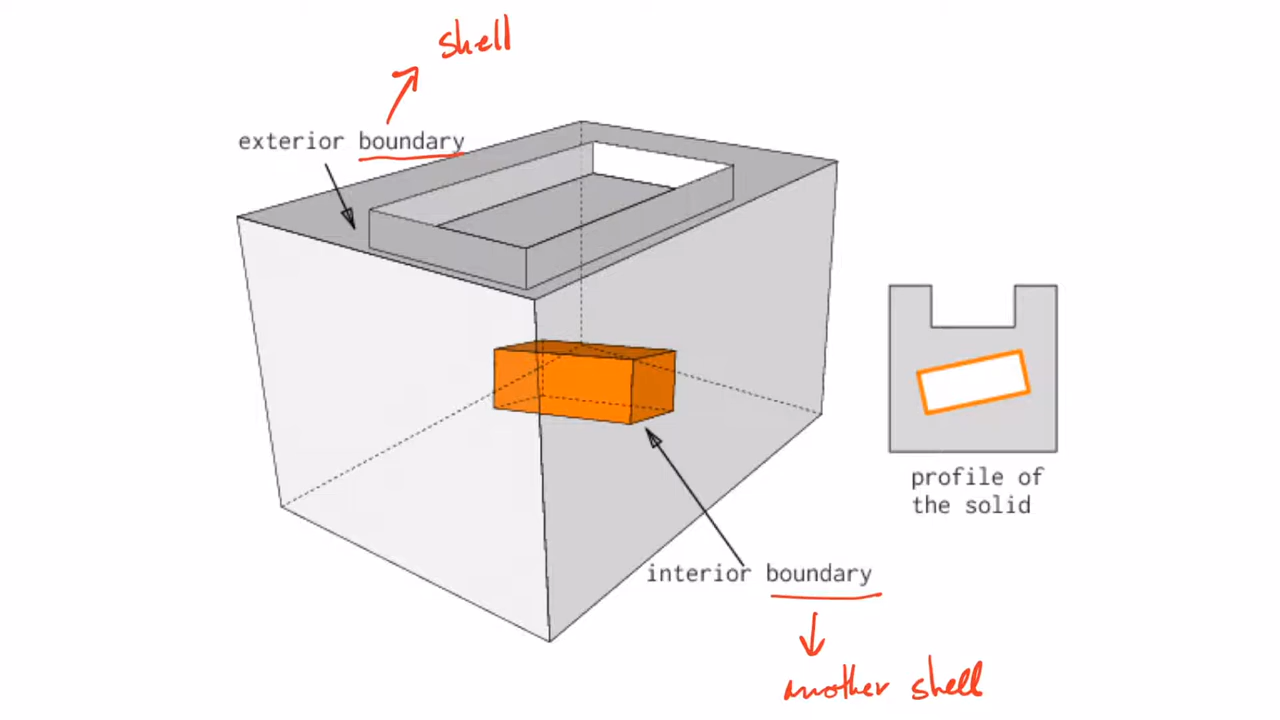 shell
exterior boundary
profile of
the solid
interior boundary
another shell